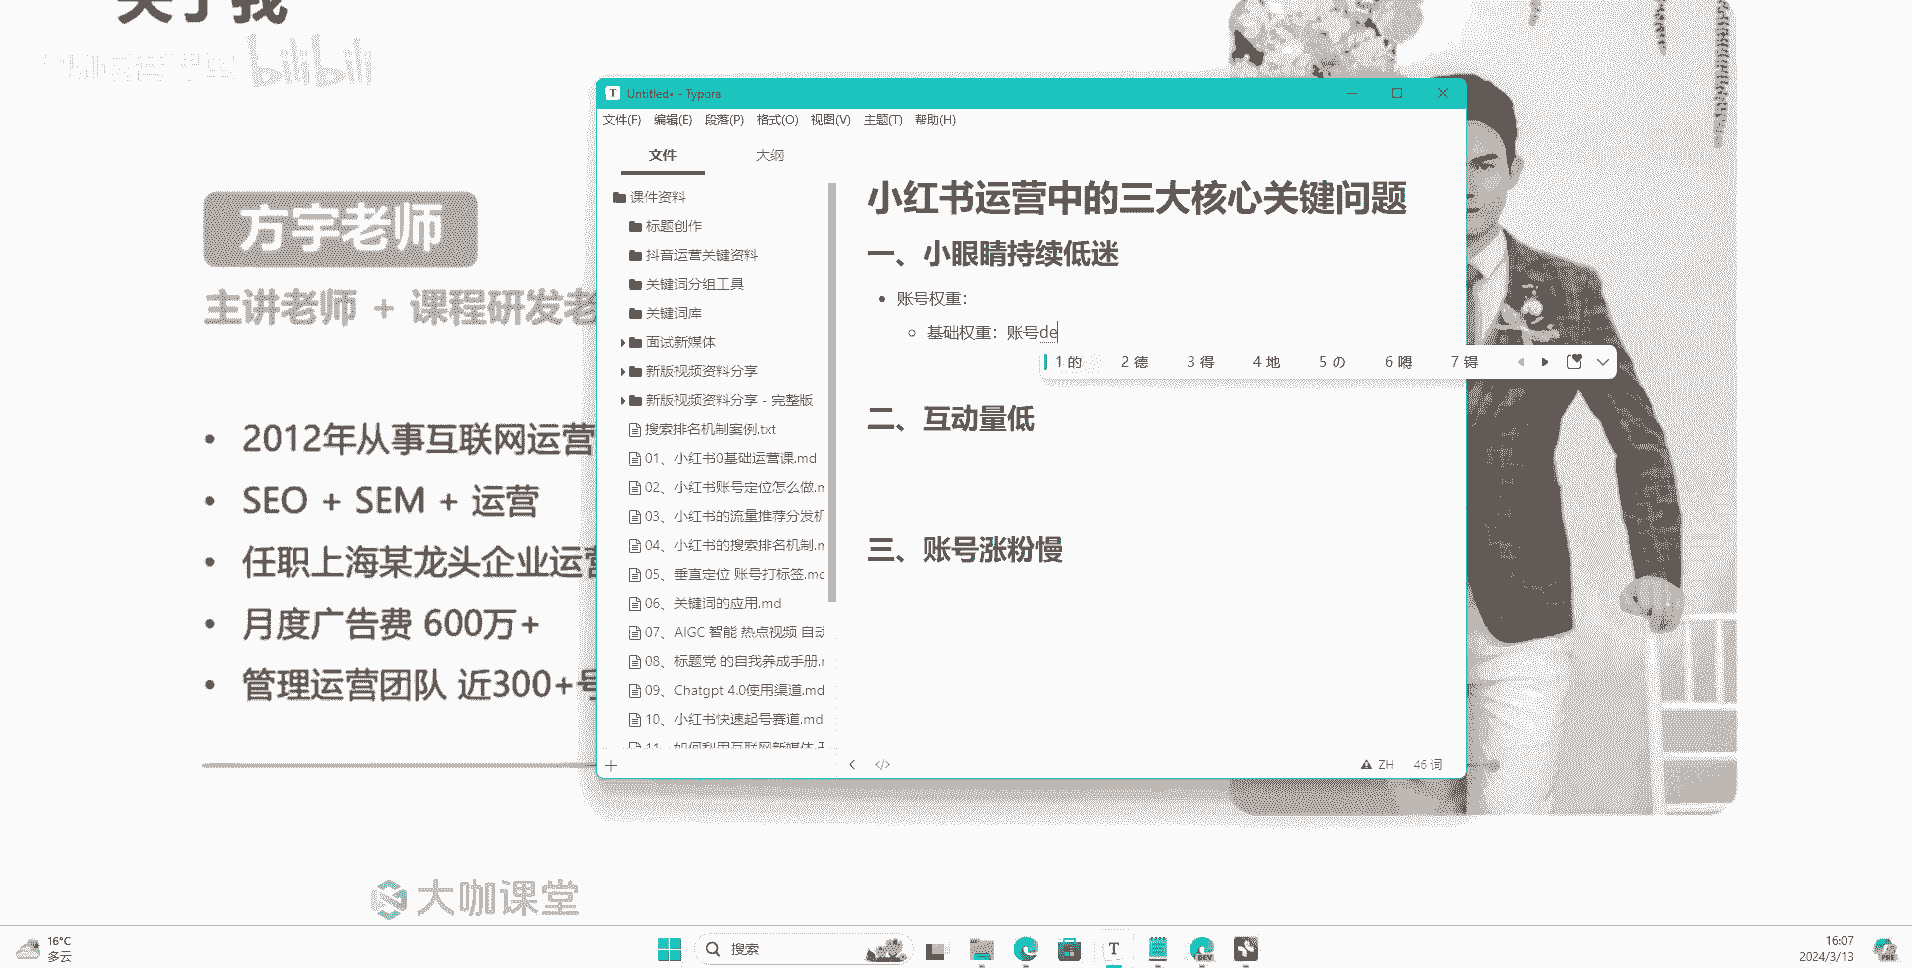 关于我
bilibili
方宇老师
主讲老师 + 课程研发老
• 2012年从事互联网运营
• SEO + SEM + 运营
• 任职上海某龙头企业运营
• 月度广告费 600万+
• 管理运营团队 近300+号
大咖课堂
Untitled• - Typora
文件(F) 编辑(E) 段落(P) 格式(O) 视图(V) 主题(T) 帮助(H)
文件 大纲
课件资料
标题创作
抖音运营关键资料
关键词分组工具
关键词库
面试新媒体
新版视频资料分享
新版视频资料分享 - 完整版
搜索排名机制案例.txt
01、小红书0基础运营课.md
02、小红书账号定位怎么做.m
03、小红书的流量推荐分发机
04、小红书的搜索排名机制.m
05、垂直定位 账号打标签.mc
06、关键词的应用.md
07、AIGC 智能 热点视频 自动
08、标题党 的自我养成手册.r
09、Chatgpt 4.0使用渠道.md
10、小红书快速起号赛道.md
11、如何利用互联网新媒体
小红书运营中的三大核心关键问题
一、小眼睛持续低迷
• 账号权重：
◦ 基础权重：账号de
1 的 2 德 3 得 4 地 5 の 6 嘚 7 锝
二、互动量低
三、账号涨粉慢
ZH 46 词
16°C
多云
搜索
T
DEV
16:07
2024/3/13
PRE